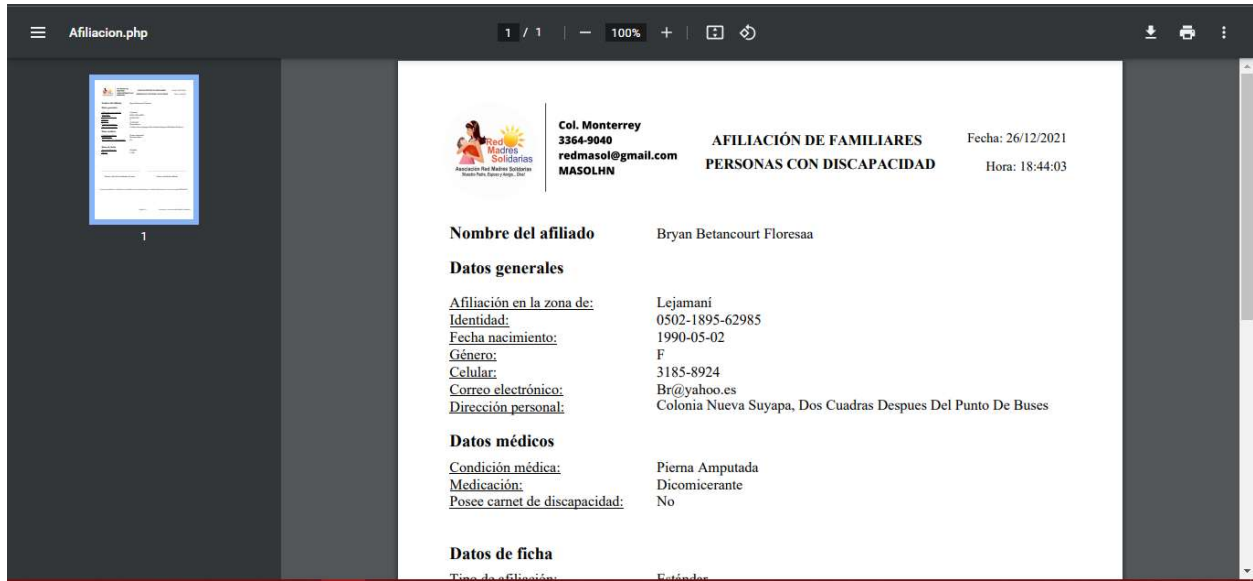 Afiliacion.php
1 / 1
100%
1
Red
Madres
Solidarias
Asociación Red Madres Solidarias
Col. Monterrey
3364-9040
redmasol@gmail.com
MASOLHN
AFILIACIÓN DE FAMILIARES
PERSONAS CON DISCAPACIDAD
Fecha: 26/12/2021
Hora: 18:44:03
Nombre del afiliado Bryan Betancourt Floresaa
Datos generales
Afiliación en la zona de: Lejamaní
Identidad: 0502-1895-62985
Fecha nacimiento: 1990-05-02
Género: F
Celular: 3185-8924
Correo electrónico: Br@yahoo.es
Dirección personal: Colonia Nueva Suyapa, Dos Cuadras Despues Del Punto De Buses
Datos médicos
Condición médica: Pierna Amputada
Medicación: Dicomicerante
Posee carnet de discapacidad: No
Datos de ficha
Tipo de afiliación: Estándar